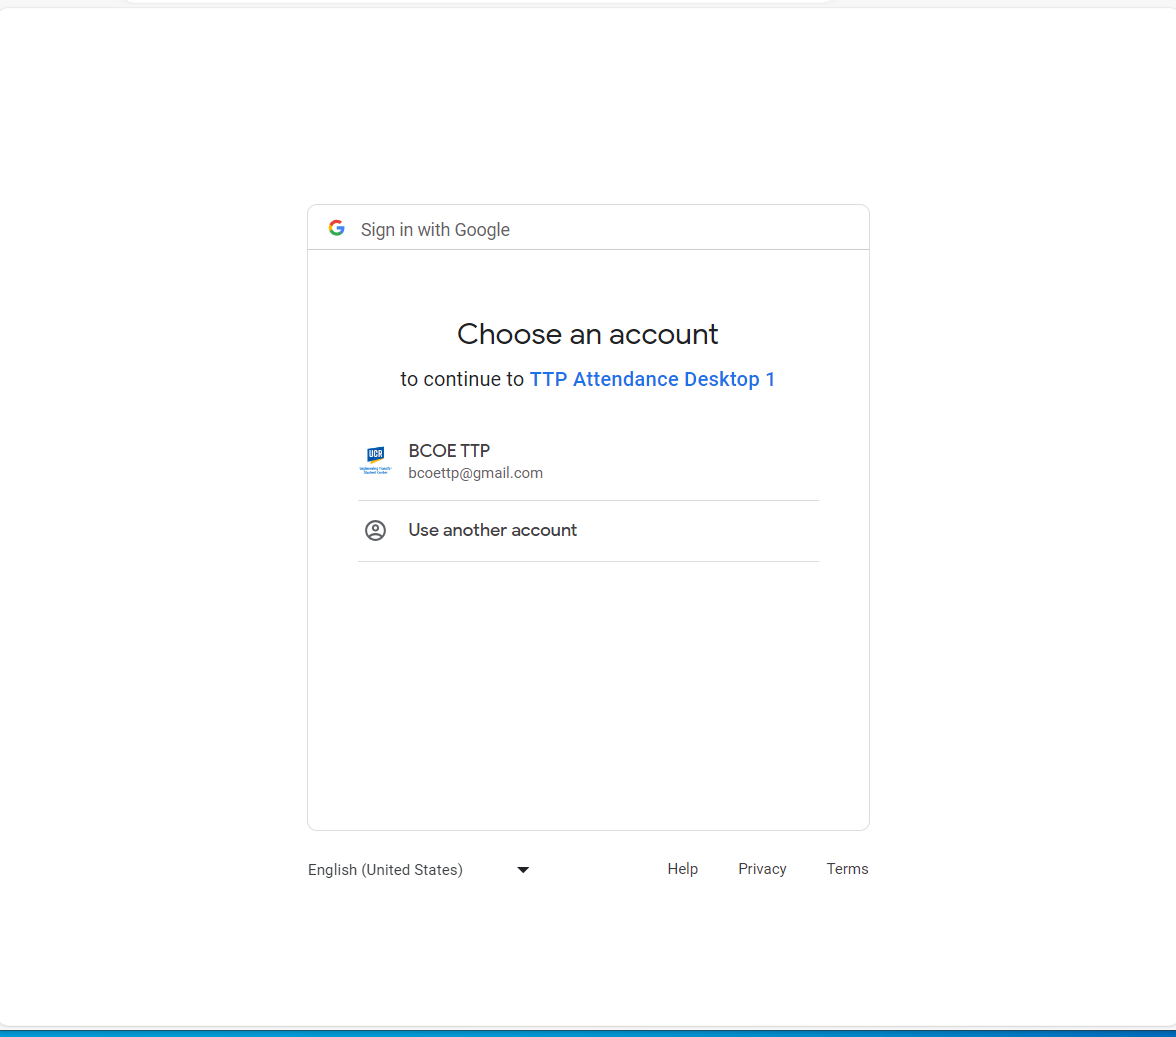 Sign in with Google
Choose an account
to continue to TTP Attendance Desktop 1
UCR
BCOE TTP
bcoettp@gmail.com
Use another account
English (United States)
Help
Privacy
Terms